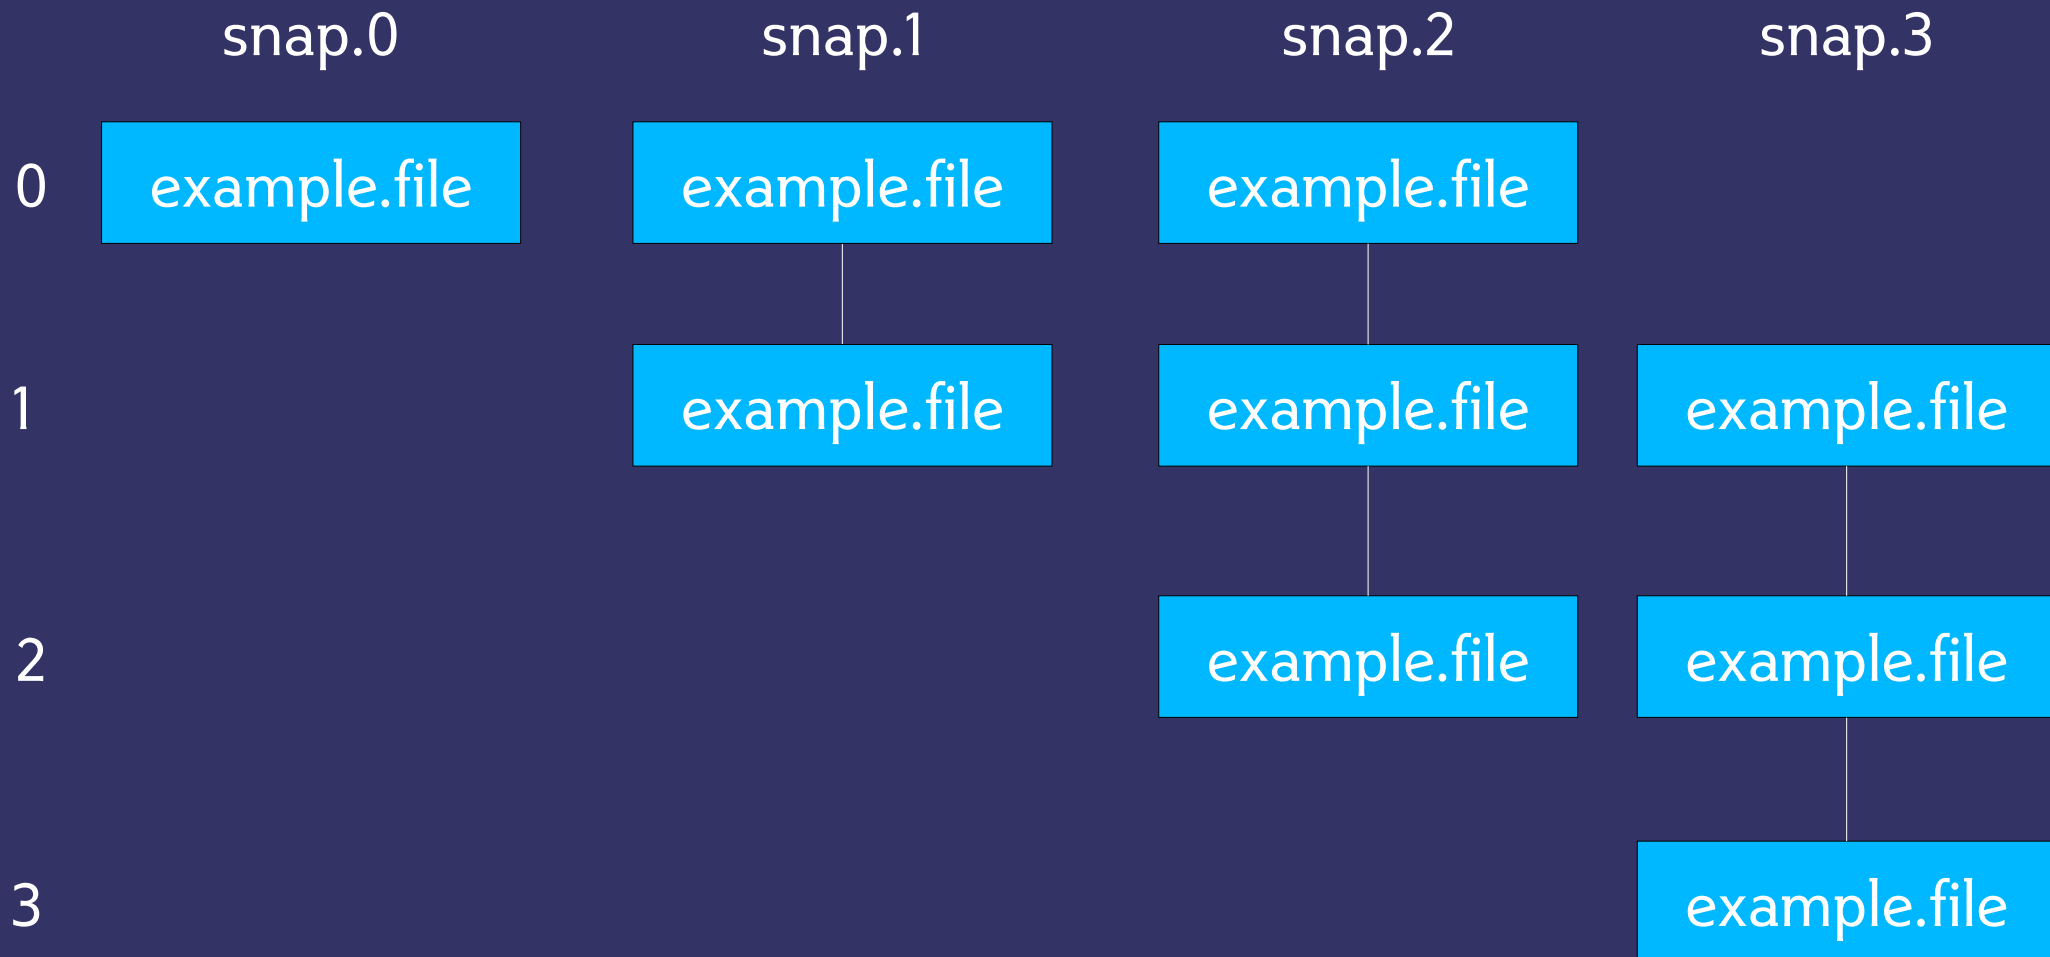 snap.0 snap.1 snap.2 snap.3
0 example.file example.file example.file
1 example.file example.file example.file
2 example.file example.file
3 example.file